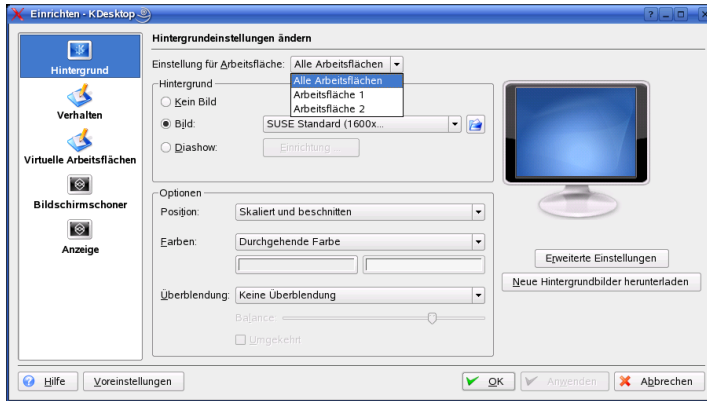 Einrichten - KDesktop
Hintergrund
Verhalten
Virtuelle Arbeitsflächen
Bildschirmschoner
Anzeige
Hintergrundeinstellungen ändern
Einstellung für Arbeitsfläche: Alle Arbeitsflächen
Alle Arbeitsflächen
Arbeitsfläche 1
Arbeitsfläche 2
Hintergrund
Kein Bild
Bild: SUSE Standard (1600x...
Diashow: Einrichtung ...
Optionen
Position: Skaliert und beschnitten
Farben: Durchgehende Farbe
Überblendung: Keine Überblendung
Balance:
Umgekehrt
Erweiterte Einstellungen
Neue Hintergrundbilder herunterladen
Hilfe
Voreinstellungen
OK
Anwenden
Abbrechen